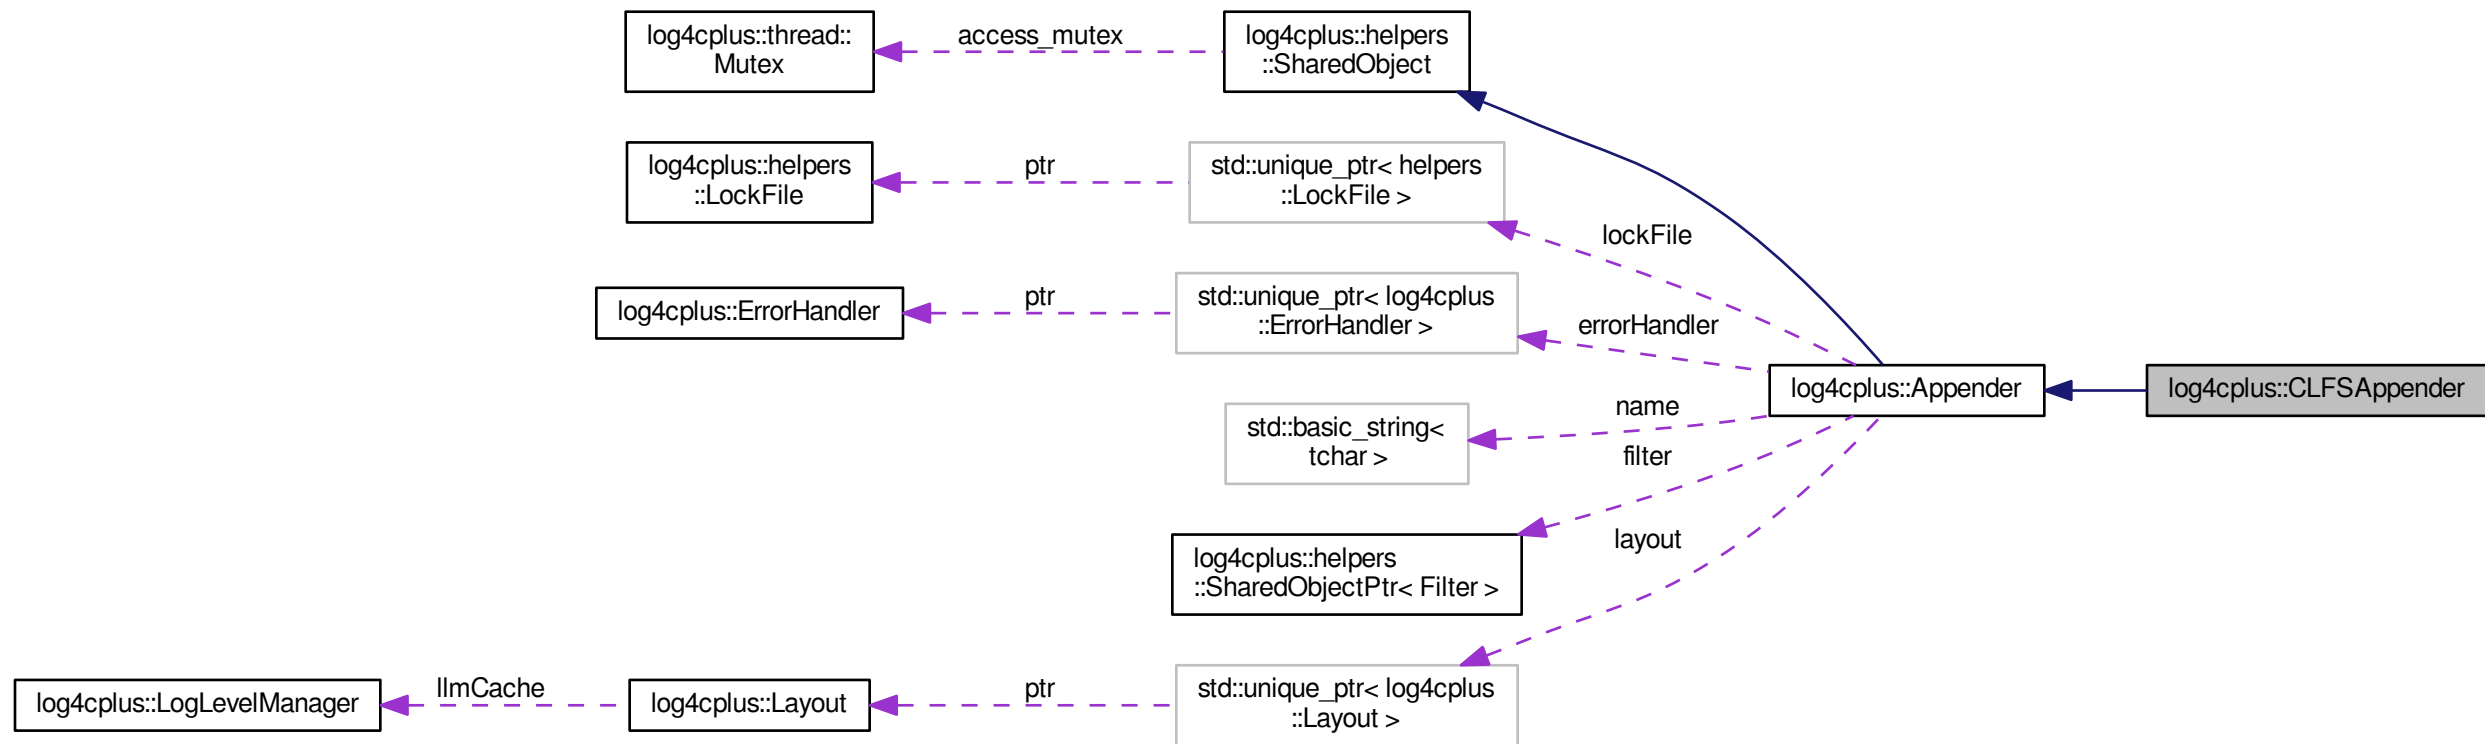 log4cplus::thread::
Mutex
access_mutex
log4cplus::helpers
::SharedObject
log4cplus::helpers
::LockFile
ptr
std::unique_ptr< helpers
::LockFile >
lockFile
log4cplus::ErrorHandler
ptr
std::unique_ptr< log4cplus
::ErrorHandler >
errorHandler
log4cplus::Appender
log4cplus::CLFSAppender
std::basic_string<
tchar >
name
filter
log4cplus::helpers
::SharedObjectPtr< Filter >
layout
log4cplus::LogLevelManager
llmCache
log4cplus::Layout
ptr
std::unique_ptr< log4cplus
::Layout >